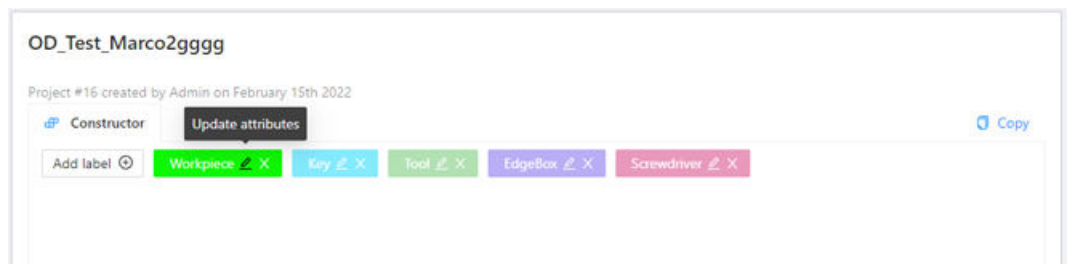 OD_Test_Marco2gggg
Project #16 created by Admin on February 15th 2022
Constructor
Update attributes
Copy
Add label
Workpiece
Key
Tool
EdgeBox
Screwdriver